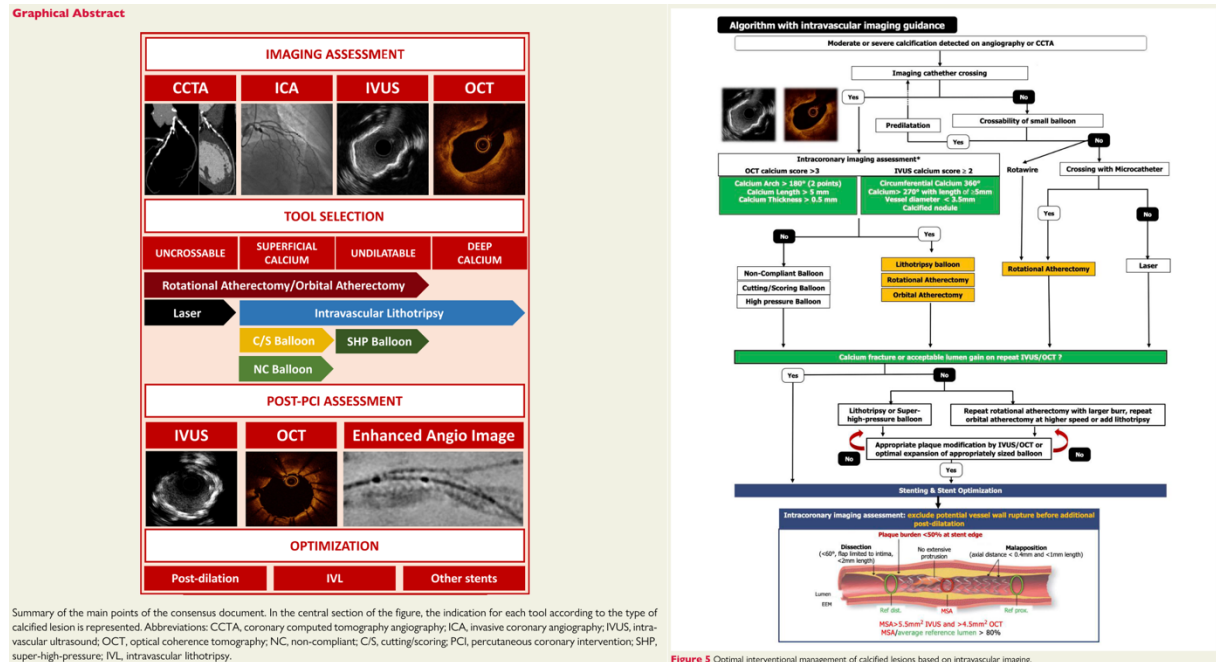 Graphical Abstract
IMAGING ASSESSMENT
CCTA
ICA
IVUS
OCT
TOOL SELECTION
UNCROSSABLE
SUPERFICIAL
CALCIUM
UNDILATABLE
DEEP
CALCIUM
Rotational Atherectomy/Orbital Atherectomy
Laser
Intravascular Lithotripsy
C/S Balloon
SHP Balloon
NC Balloon
POST-PCI ASSESSMENT
IVUS
OCT
Enhanced Angio Image
OPTIMIZATION
Post-dilation
IVL
Other stents
Summary of the main points of the consensus document. In the central section of the figure, the indication for each tool according to the type of
calcified lesion is represented. Abbreviations: CCTA, coronary computed tomography angiography; ICA, invasive coronary angiography; IVUS, intra-
vascular ultrasound; OCT, optical coherence tomography; NC, non-compliant; C/S, cutting/scoring; PCI, percutaneous coronary intervention; SHP,
super-high-pressure; IVL, intravascular lithotripsy.
Algorithm with intravascular imaging guidance
Moderate or severe calcification detected on angiography or CCTA
Imaging cathether crossing
Yes
No
Predilatation
Crossability of small balloon
Yes
No
Intracoronary imaging assessment*
OCT calcium score >3
IVUS calcium score ≥ 2
Calcium Arch > 180° (2 points)
Calcium Length > 5 mm
Calcium Thickness > 0.5 mm
Circumferential Calcium 360°
Calcium> 270° with length of ≥5mm
Vessel diameter < 3.5mm
Calcified nodule
Rotawire
Crossing with Microcatheter
Yes
No
No
Yes
Non-Compliant Balloon
Cutting/Scoring Balloon
High pressure Balloon
Lithotripsy balloon
Rotational Atherectomy
Orbital Atherectomy
Rotational Atherectomy
Laser
Calcium fracture or acceptable lumen gain on repeat IVUS/OCT ?
Yes
No
Lithotripsy or Super-
high-pressure balloon
Repeat rotational atherectomy with larger burr, repeat
orbital atherectomy at higher speed or add lithotripsy
Appropriate plaque modification by IVUS/OCT or
optimal expansion of appropriately sized balloon
No
No
Yes
Stenting & Stent Optimization
Intracoronary imaging assessment: exclude potential vessel wall rupture before additional
post-dilatation
Plaque burden <50% at stent edge
Dissection
(<60°, flap limited to intima,
<2mm length)
No extensive
protrusion
Malapposition
(axial distance < 0.4mm and <1mm length)
Lumen
EEM
Ref dist.
MSA
Ref prox.
MSA>5.5mm² IVUS and >4.5mm² OCT
MSA/average reference lumen > 80%
Figure 5 Optimal interventional management of calcified lesions based on intravascular imaging.